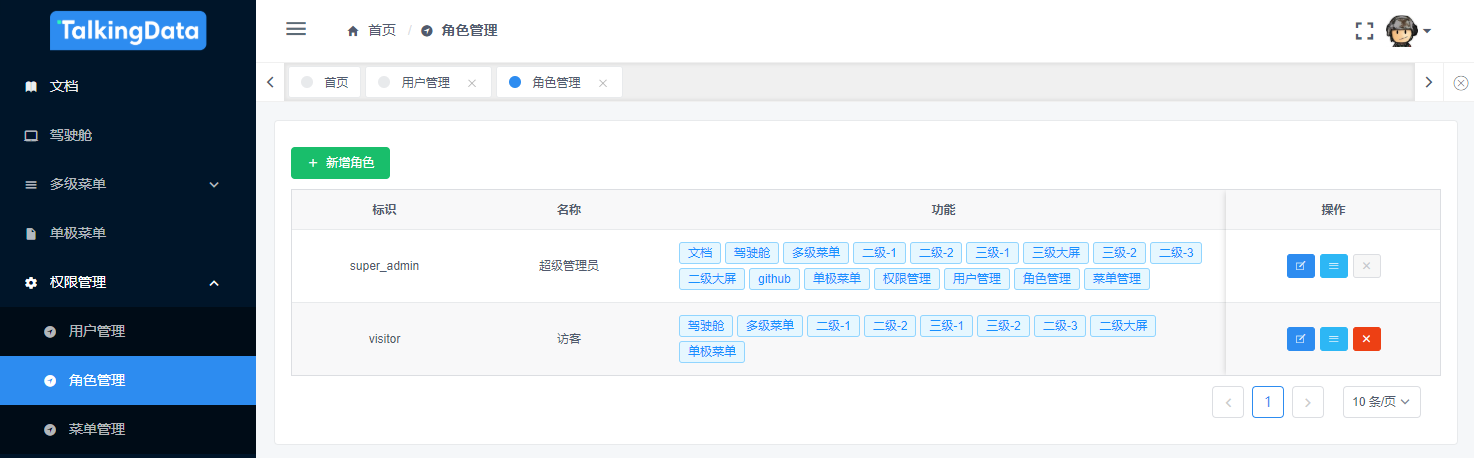 TalkingData
文档
驾驶舱
多级菜单
单极菜单
权限管理
用户管理
角色管理
菜单管理
首页 / 角色管理
首页 用户管理 角色管理
+ 新增角色
标识 名称 功能 操作
super_admin 超级管理员 文档 驾驶舱 多级菜单 二级-1 二级-2 三级-1 三级大屏 三级-2 二级-3
二级大屏 github 单极菜单 权限管理 用户管理 角色管理 菜单管理
visitor 访客 驾驶舱 多级菜单 二级-1 二级-2 三级-1 三级-2 二级-3 二级大屏
单极菜单
1 10 条/页